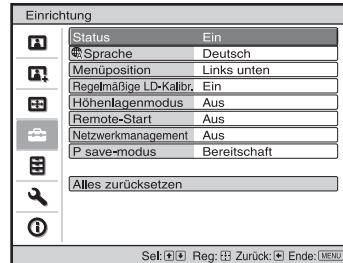 Einrichtung
Status Ein
Sprache Deutsch
Menüposition Links unten
Regelmäßige LD-Kalibr. Ein
Höhenlagenmodus Aus
Remote-Start Aus
Netzwerkmanagement Aus
P save-modus Bereitschaft
Alles zurücksetzen
Sel: Reg: Zurück: Ende: MENU